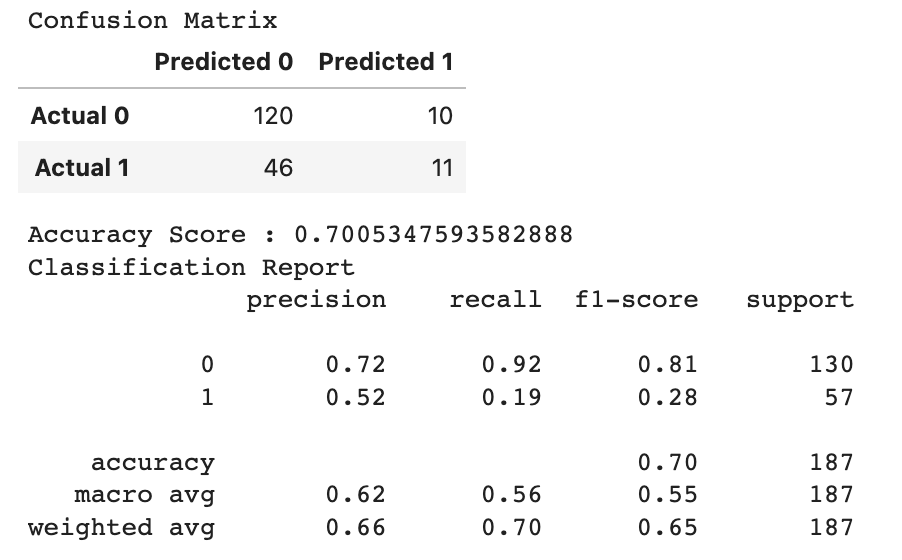 Confusion Matrix
Predicted 0 Predicted 1
Actual 0 120 10
Actual 1 46 11
Accuracy Score : 0.7005347593582888
Classification Report
precision recall f1-score support
0 0.72 0.92 0.81 130
1 0.52 0.19 0.28 57
accuracy 0.70 187
macro avg 0.62 0.56 0.55 187
weighted avg 0.66 0.70 0.65 187